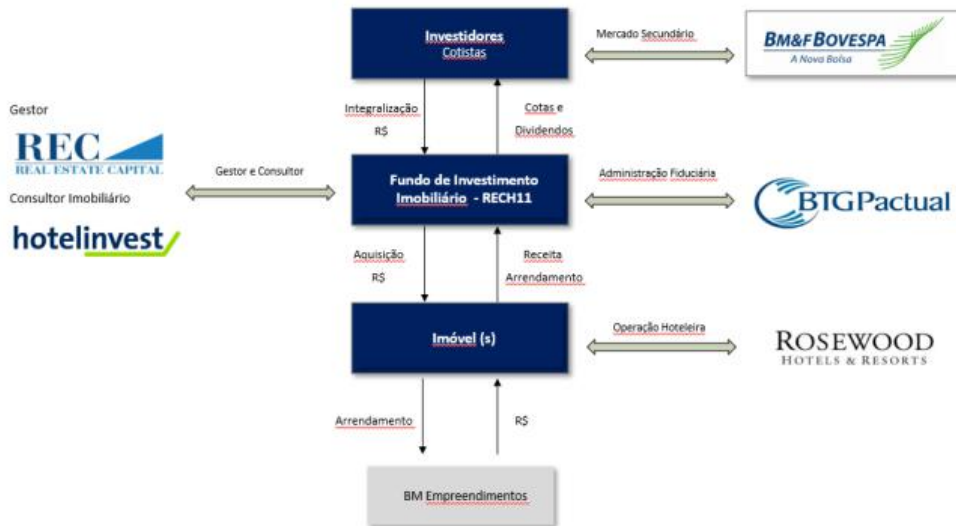 Investidores
Cotistas
Mercado Secundário
BM&FBOVESPA
A Nova Bolsa
Integralização
R$
Cotas e
Dividendos
Gestor
REC
REAL ESTATE CAPITAL
Gestor e Consultor
Consultor Imobiliário
hotelinvest
Fundo de Investimento
Imobiliário - RECH11
Administração Fiduciária
BTGPactual
Aquisição
R$
Receita
Arrendamento
Imóvel (s)
Operação Hoteleira
ROSEWOOD
HOTELS & RESORTS
Arrendamento
R$
BM Empreendimentos